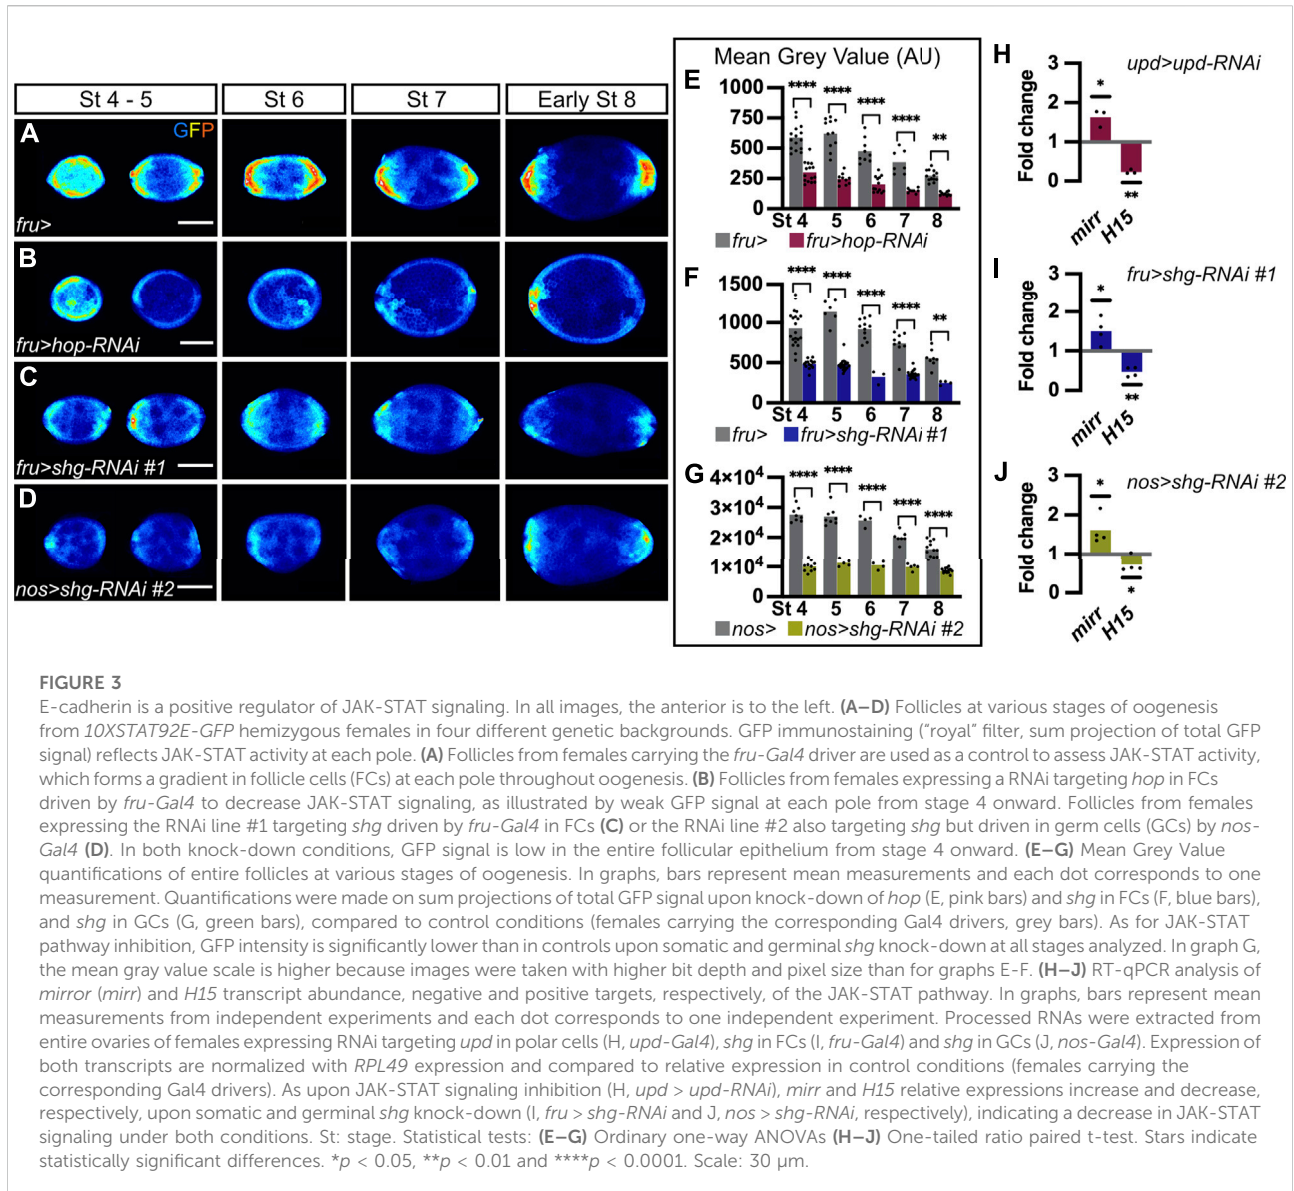 St 4 - 5
St 6
St 7
Early St 8
A
GFP
fru>
B
fru>hop-RNAi
C
fru>shg-RNAi #1
D
nos>shg-RNAi #2
Mean Grey Value (AU)
E
1000
750
500
250
0
**** **** **** **** **
St 4 5 6 7 8
fru> fru>hop-RNAi
F
1500
1000
500
0
**** **** **** **** **
St 4 5 6 7 8
fru> fru>shg-RNAi #1
G
4×10⁴
3×10⁴
2×10⁴
1×10⁴
0
**** **** **** **** ****
St 4 5 6 7 8
nos> nos>shg-RNAi #2
H
upd>upd-RNAi
Fold change
3
2
1
0
*
**
mirr H15
I
fru>shg-RNAi #1
Fold change
3
2
1
0
*
**
mirr H15
J
nos>shg-RNAi #2
Fold change
3
2
1
0
*
*
mirr H15
FIGURE 3
E-cadherin is a positive regulator of JAK-STAT signaling. In all images, the anterior is to the left. (A–D) Follicles at various stages of oogenesis
from 10XSTAT92E-GFP hemizygous females in four different genetic backgrounds. GFP immunostaining (“royal” filter, sum projection of total GFP
signal) reflects JAK-STAT activity at each pole. (A) Follicles from females carrying the fru-Gal4 driver are used as a control to assess JAK-STAT activity,
which forms a gradient in follicle cells (FCs) at each pole throughout oogenesis. (B) Follicles from females expressing a RNAi targeting hop in FCs
driven by fru-Gal4 to decrease JAK-STAT signaling, as illustrated by weak GFP signal at each pole from stage 4 onward. Follicles from females
expressing the RNAi line #1 targeting shg driven by fru-Gal4 in FCs (C) or the RNAi line #2 also targeting shg but driven in germ cells (GCs) by nos-
Gal4 (D). In both knock-down conditions, GFP signal is low in the entire follicular epithelium from stage 4 onward. (E–G) Mean Grey Value
quantifications of entire follicles at various stages of oogenesis. In graphs, bars represent mean measurements and each dot corresponds to one
measurement. Quantifications were made on sum projections of total GFP signal upon knock-down of hop (E, pink bars) and shg in FCs (F, blue bars),
and shg in GCs (G, green bars), compared to control conditions (females carrying the corresponding Gal4 drivers, grey bars). As for JAK-STAT
pathway inhibition, GFP intensity is significantly lower than in controls upon somatic and germinal shg knock-down at all stages analyzed. In graph G,
the mean gray value scale is higher because images were taken with higher bit depth and pixel size than for graphs E-F. (H–J) RT-qPCR analysis of
mirror (mirr) and H15 transcript abundance, negative and positive targets, respectively, of the JAK-STAT pathway. In graphs, bars represent mean
measurements from independent experiments and each dot corresponds to one independent experiment. Processed RNAs were extracted from
entire ovaries of females expressing RNAi targeting upd in polar cells (H, upd-Gal4), shg in FCs (I, fru-Gal4) and shg in GCs (J, nos-Gal4). Expression of
both transcripts are normalized with RPL49 expression and compared to relative expression in control conditions (females carrying the
corresponding Gal4 drivers). As upon JAK-STAT signaling inhibition (H, upd > upd-RNAi), mirr and H15 relative expressions increase and decrease,
respectively, upon somatic and germinal shg knock-down (I, fru > shg-RNAi and J, nos > shg-RNAi, respectively), indicating a decrease in JAK-STAT
signaling under both conditions. St: stage. Statistical tests: (E–G) Ordinary one-way ANOVAs (H–J) One-tailed ratio paired t-test. Stars indicate
statistically significant differences. *p < 0.05, **p < 0.01 and ****p < 0.0001. Scale: 30 µm.